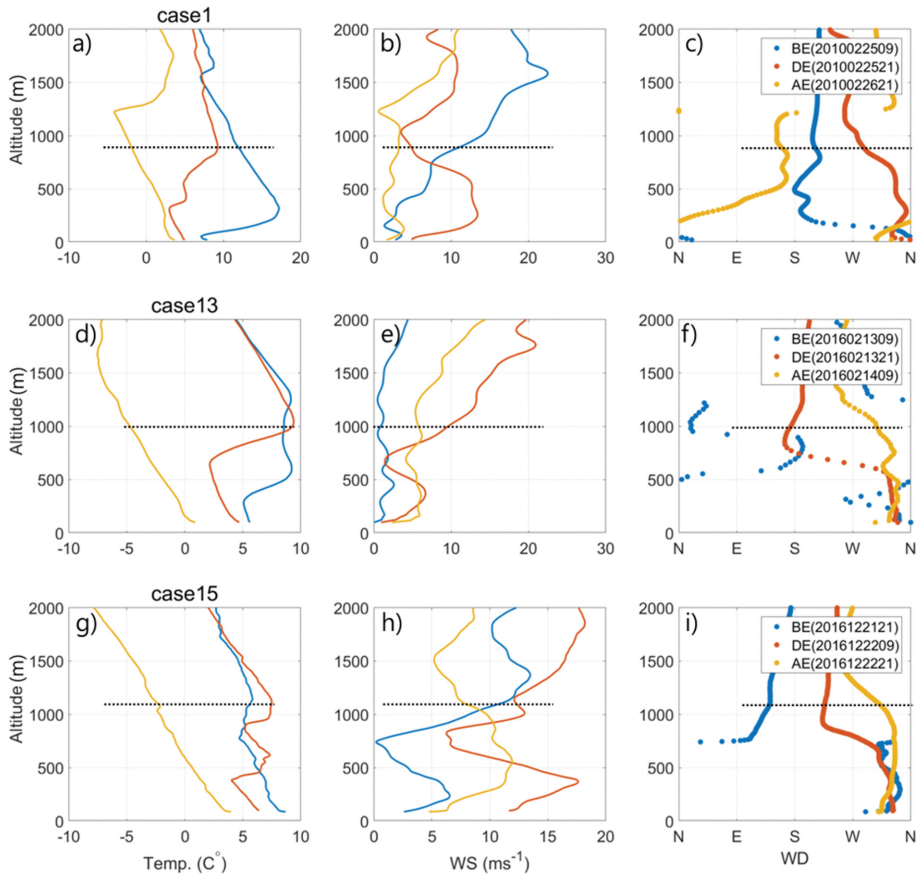 case1
a)
b)
c)
BE(2010022509)
DE(2010022521)
AE(2010022621)
Altitude (m)
2000
1500
1000
500
0
-10 0 10 20
0 10 20 30
N E S W N
case13
d)
e)
f)
BE(2016021309)
DE(2016021321)
AE(2016021409)
Altitude (m)
2000
1500
1000
500
0
-10 -5 0 5 10
0 10 20 30
N E S W N
case15
g)
h)
i)
BE(2016122121)
DE(2016122209)
AE(2016122221)
Altitude (m)
2000
1500
1000
500
0
-10 -5 0 5 10
0 5 10 15 20
N E S W N
Temp. (C°)
WS (ms-1)
WD